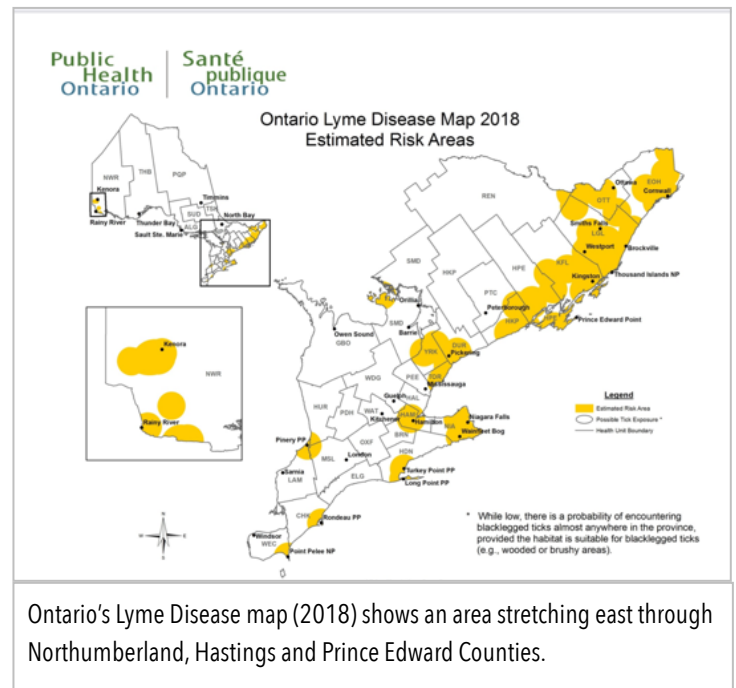 Public
Health
Ontario
Santé
publique
Ontario
Ontario Lyme Disease Map 2018
Estimated Risk Areas
NWR
THB
PQP
Kenora
Timmins
TSK
SUD
North Bay
Rainy River
Thunder Bay
ALG
Sault Ste. Marie
REN
Ottawa
EOH
OTT
Cornwall
Smiths Falls
LGL
Westport
Brockville
KFL
Kingston
Thousand Islands NP
HPE
SMD
HKP
PTC
Peterborough
HKP
Prince Edward Point
Orillia
SMD
Barrie
Owen Sound
GBO
YRK
DUR
Pickering
PEE
TOR
Mississauga
WDG
Guelph
HAL
HUR
PDH
WAT
Kitchener
HAM
Hamilton
Niagara Falls
NIA
Wainfleet Bog
BRN
OXF
HDN
Pinery PP
MSL
London
Turkey Point PP
Long Point PP
Sarnia
LAM
ELG
CHK
Rondeau PP
Windsor
WEC
Point Pelee NP
Kenora
NWR
Rainy River
N
W
E
S
Legend
Estimated Risk Area
Possible Tick Exposure *
Health Unit Boundary
* While low, there is a probability of encountering
blacklegged ticks almost anywhere in the province,
provided the habitat is suitable for blacklegged ticks
(e.g., wooded or brushy areas).
Ontario's Lyme Disease map (2018) shows an area stretching east through
Northumberland, Hastings and Prince Edward Counties.